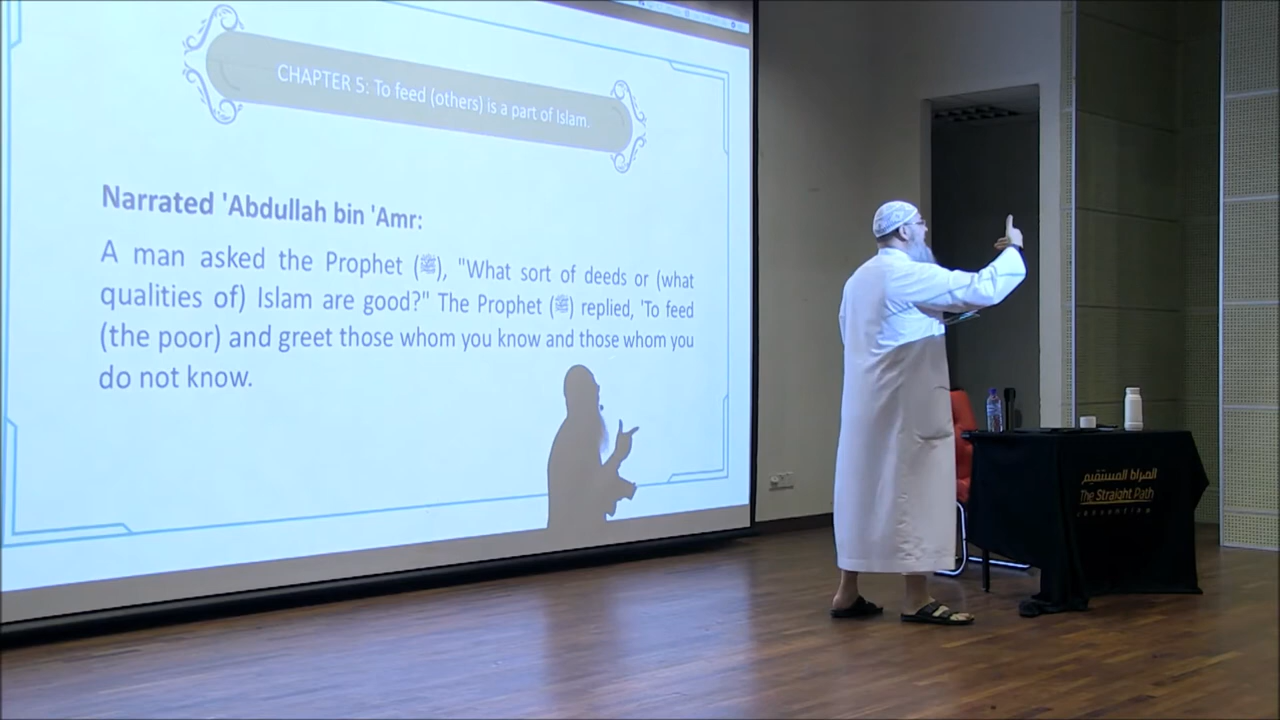 CHAPTER 5: To feed (others) is a part of Islam.
Narrated 'Abdullah bin 'Amr:
A man asked the Prophet (ﷺ), "What sort of deeds or (what
qualities of) Islam are good?" The Prophet (ﷺ) replied, 'To feed
(the poor) and greet those whom you know and those whom you
do not know.
الصراط المستقيم
The Straight Path